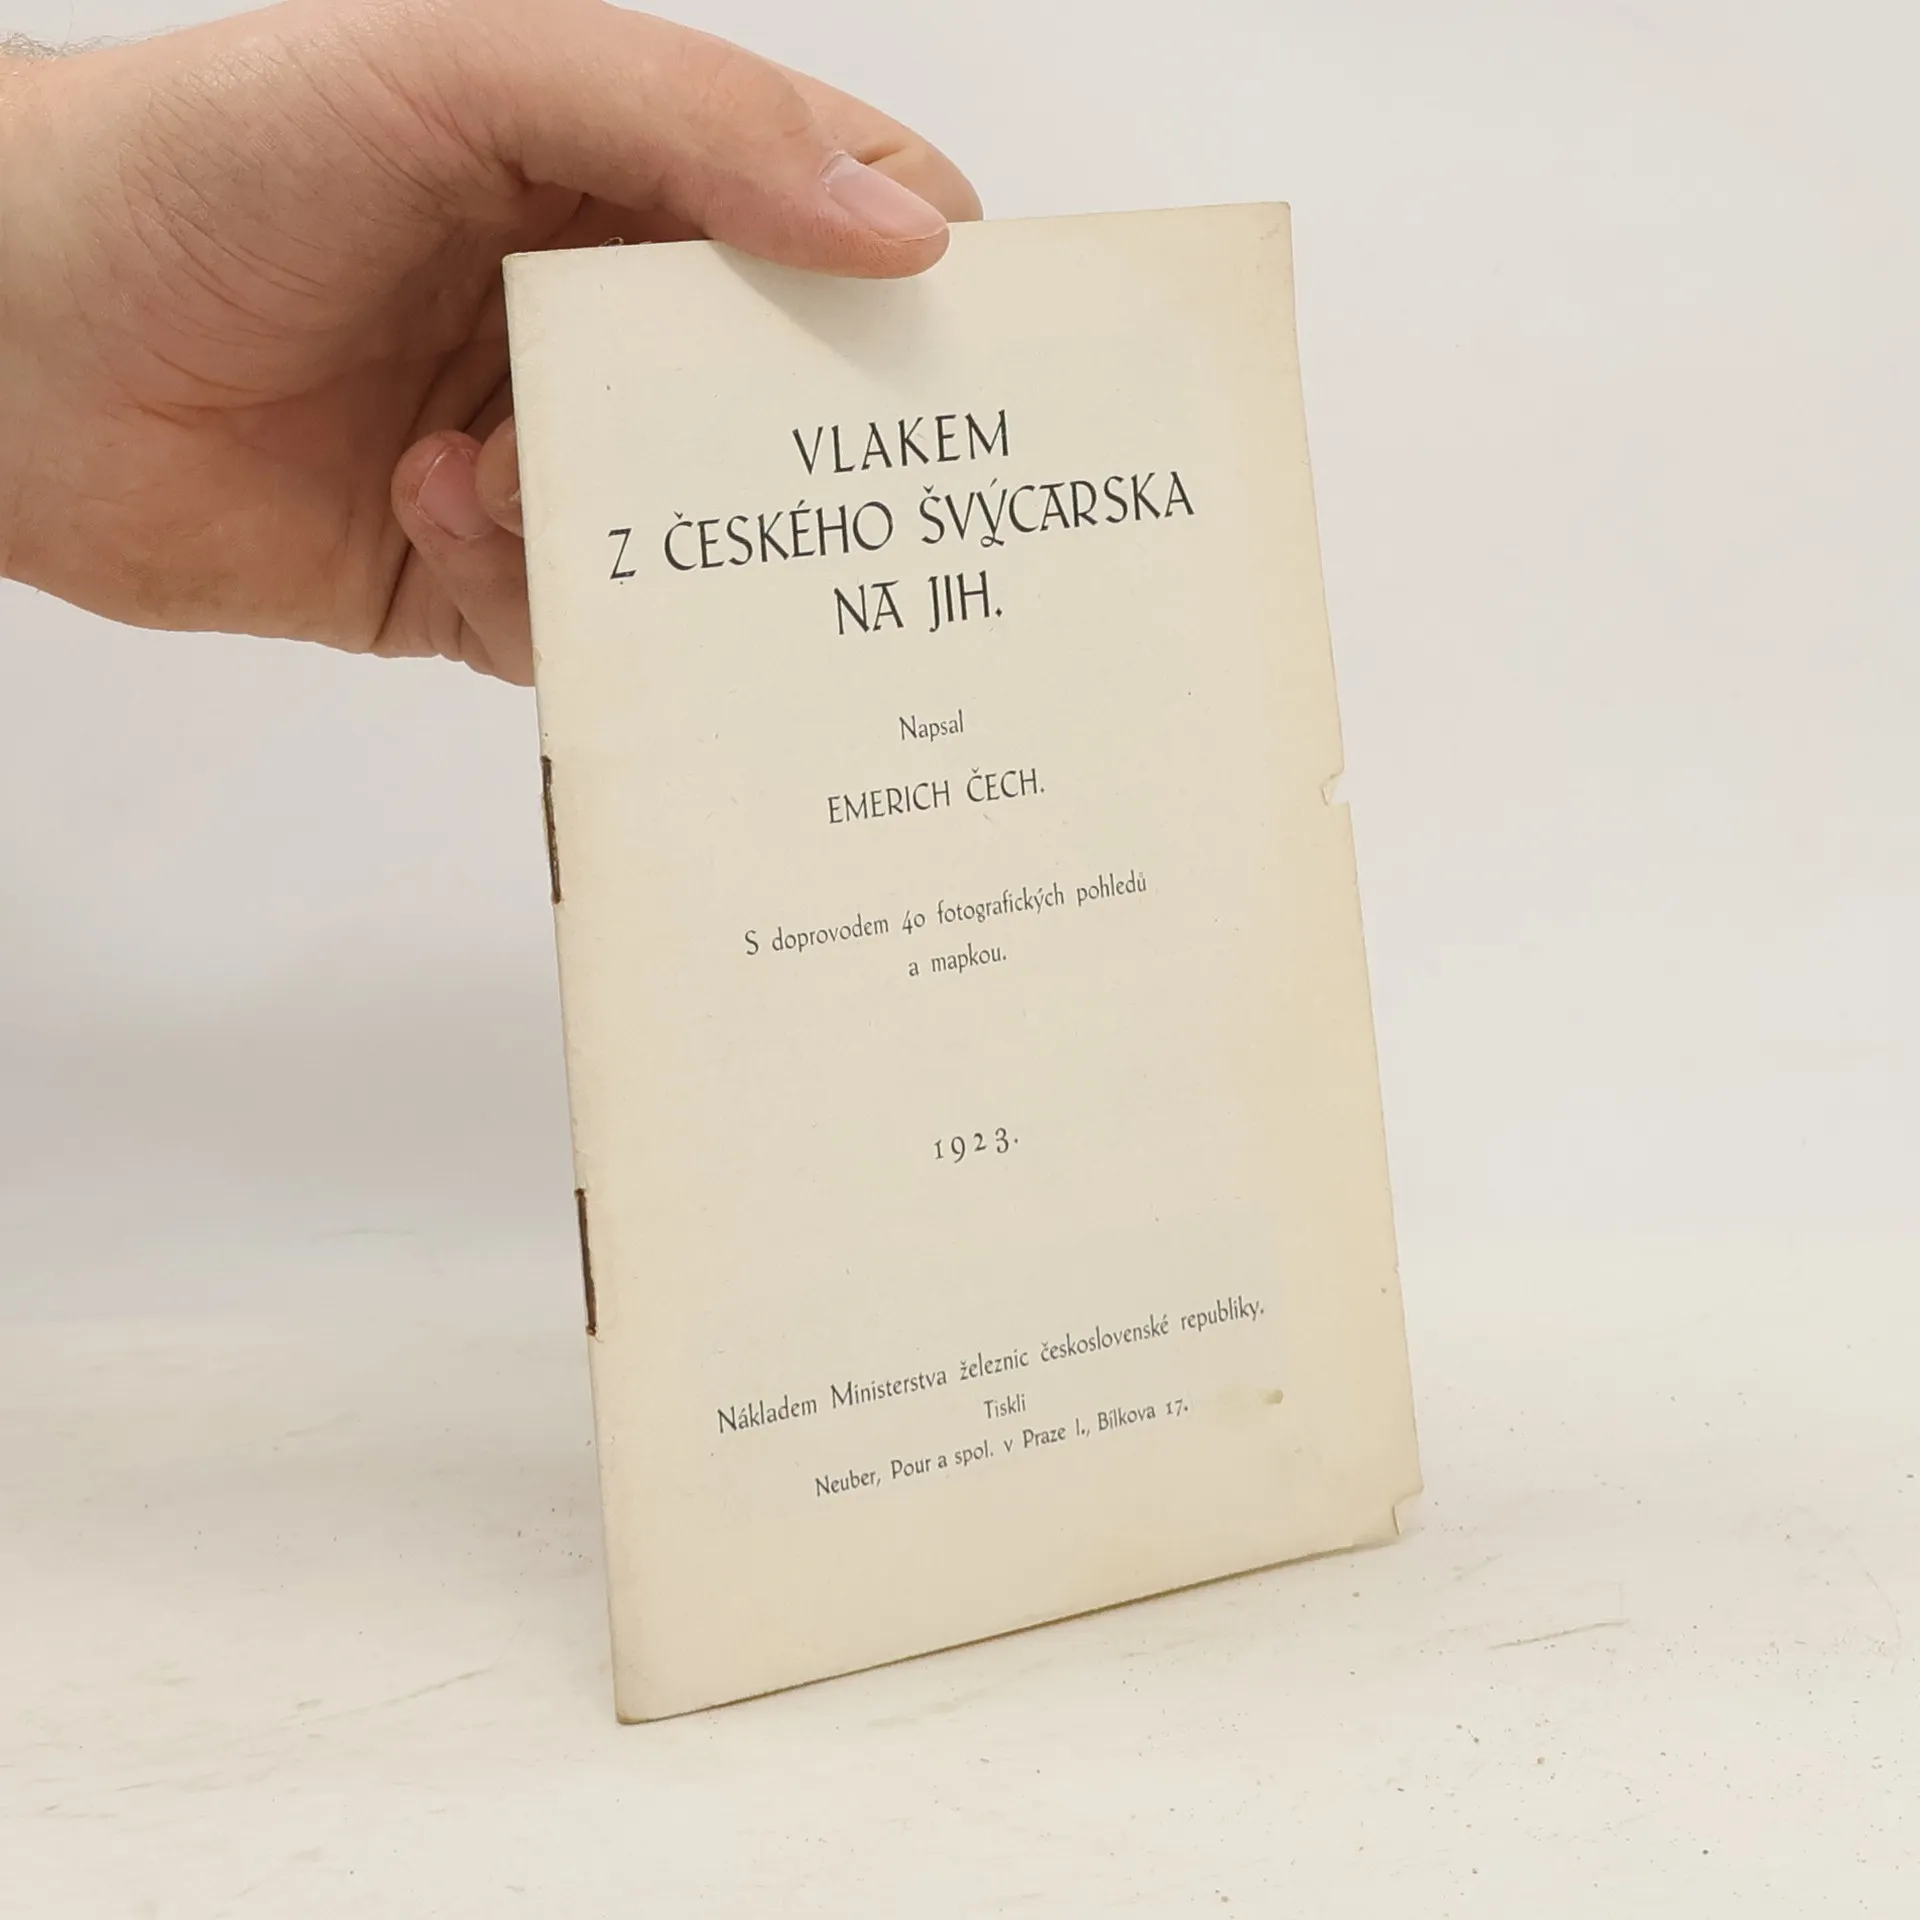 VLAKEM
Z ČESKÉHO ŠVÝCARSKA
NA JIH.
Napsal
EMERICH ČECH.
S doprovodem 40 fotografických pohledů
a mapkou.
1923.
Nákladem Ministerstva železnic československé republiky.
Tiskli
Neuber, Pour a spol. v Praze I., Bílkova 17.